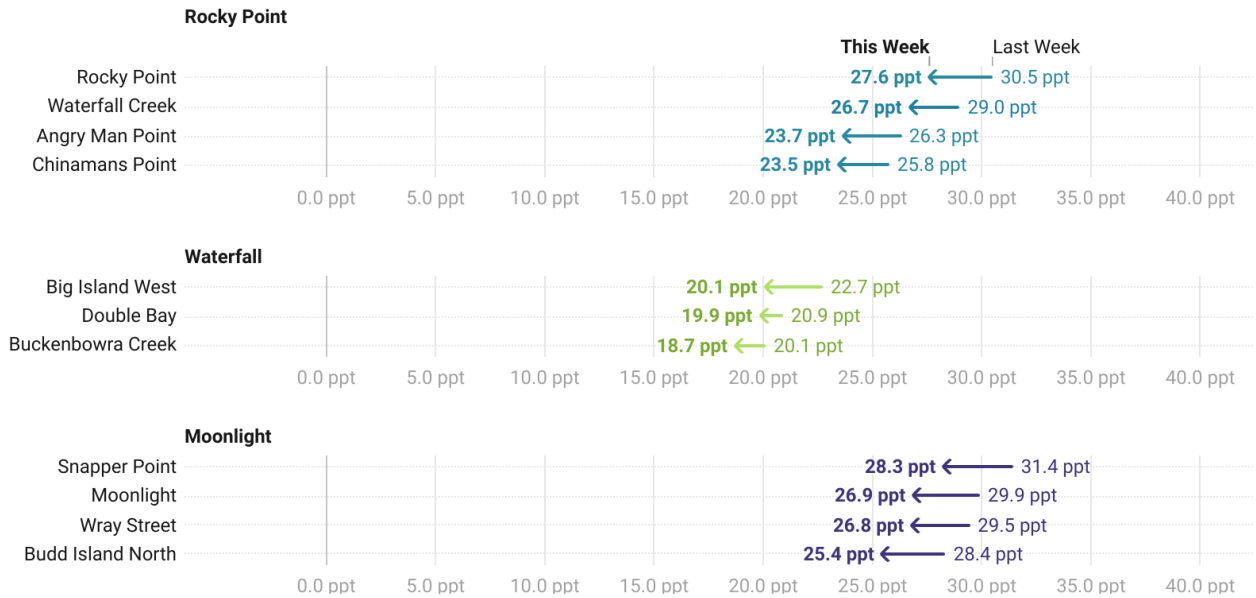 Rocky Point
This Week Last Week
Rocky Point 27.6 ppt 30.5 ppt
Waterfall Creek 26.7 ppt 29.0 ppt
Angry Man Point 23.7 ppt 26.3 ppt
Chinamans Point 23.5 ppt 25.8 ppt
0.0 ppt 5.0 ppt 10.0 ppt 15.0 ppt 20.0 ppt 25.0 ppt 30.0 ppt 35.0 ppt 40.0 ppt
Waterfall
Big Island West 20.1 ppt 22.7 ppt
Double Bay 19.9 ppt 20.9 ppt
Buckenbowra Creek 18.7 ppt 20.1 ppt
0.0 ppt 5.0 ppt 10.0 ppt 15.0 ppt 20.0 ppt 25.0 ppt 30.0 ppt 35.0 ppt 40.0 ppt
Moonlight
Snapper Point 28.3 ppt 31.4 ppt
Moonlight 26.9 ppt 29.9 ppt
Wray Street 26.8 ppt 29.5 ppt
Budd Island North 25.4 ppt 28.4 ppt
0.0 ppt 5.0 ppt 10.0 ppt 15.0 ppt 20.0 ppt 25.0 ppt 30.0 ppt 35.0 ppt 40.0 ppt